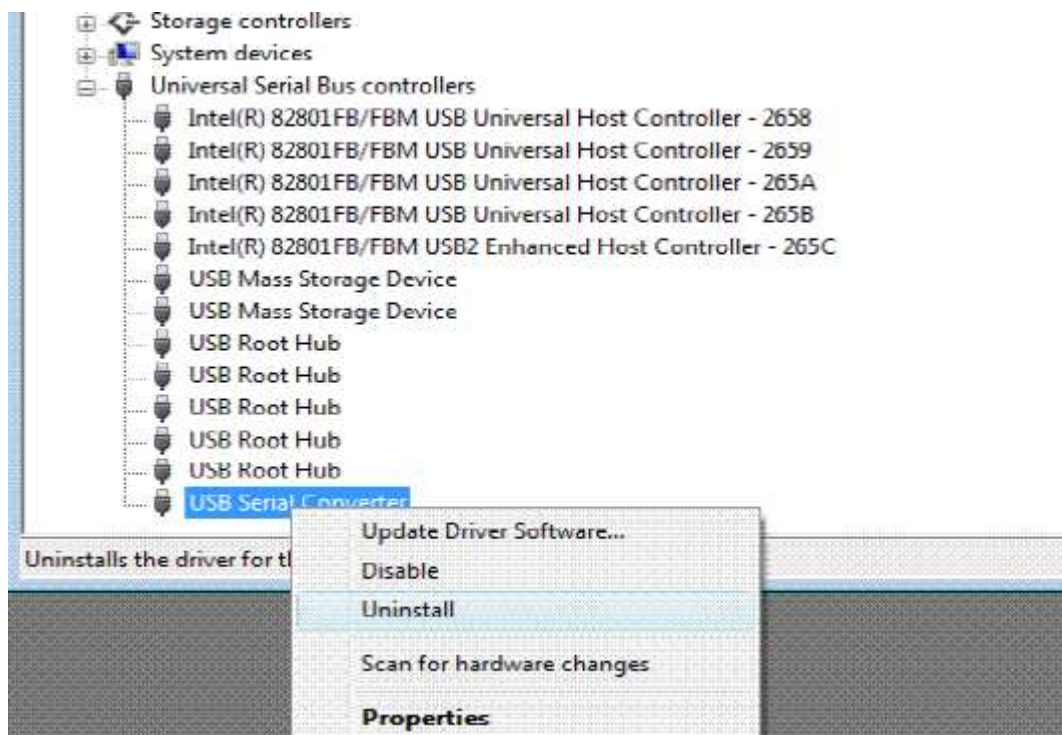 Storage controllers
System devices
Universal Serial Bus controllers
Intel(R) 82801FB/FBM USB Universal Host Controller - 2658
Intel(R) 82801FB/FBM USB Universal Host Controller - 2659
Intel(R) 82801FB/FBM USB Universal Host Controller - 265A
Intel(R) 82801FB/FBM USB Universal Host Controller - 265B
Intel(R) 82801FB/FBM USB2 Enhanced Host Controller - 265C
USB Mass Storage Device
USB Mass Storage Device
USB Root Hub
USB Root Hub
USB Root Hub
USB Root Hub
USB Root Hub
USB Serial Converter
Update Driver Software...
Uninstalls the driver for
Disable
Uninstall
Scan for hardware changes
Properties